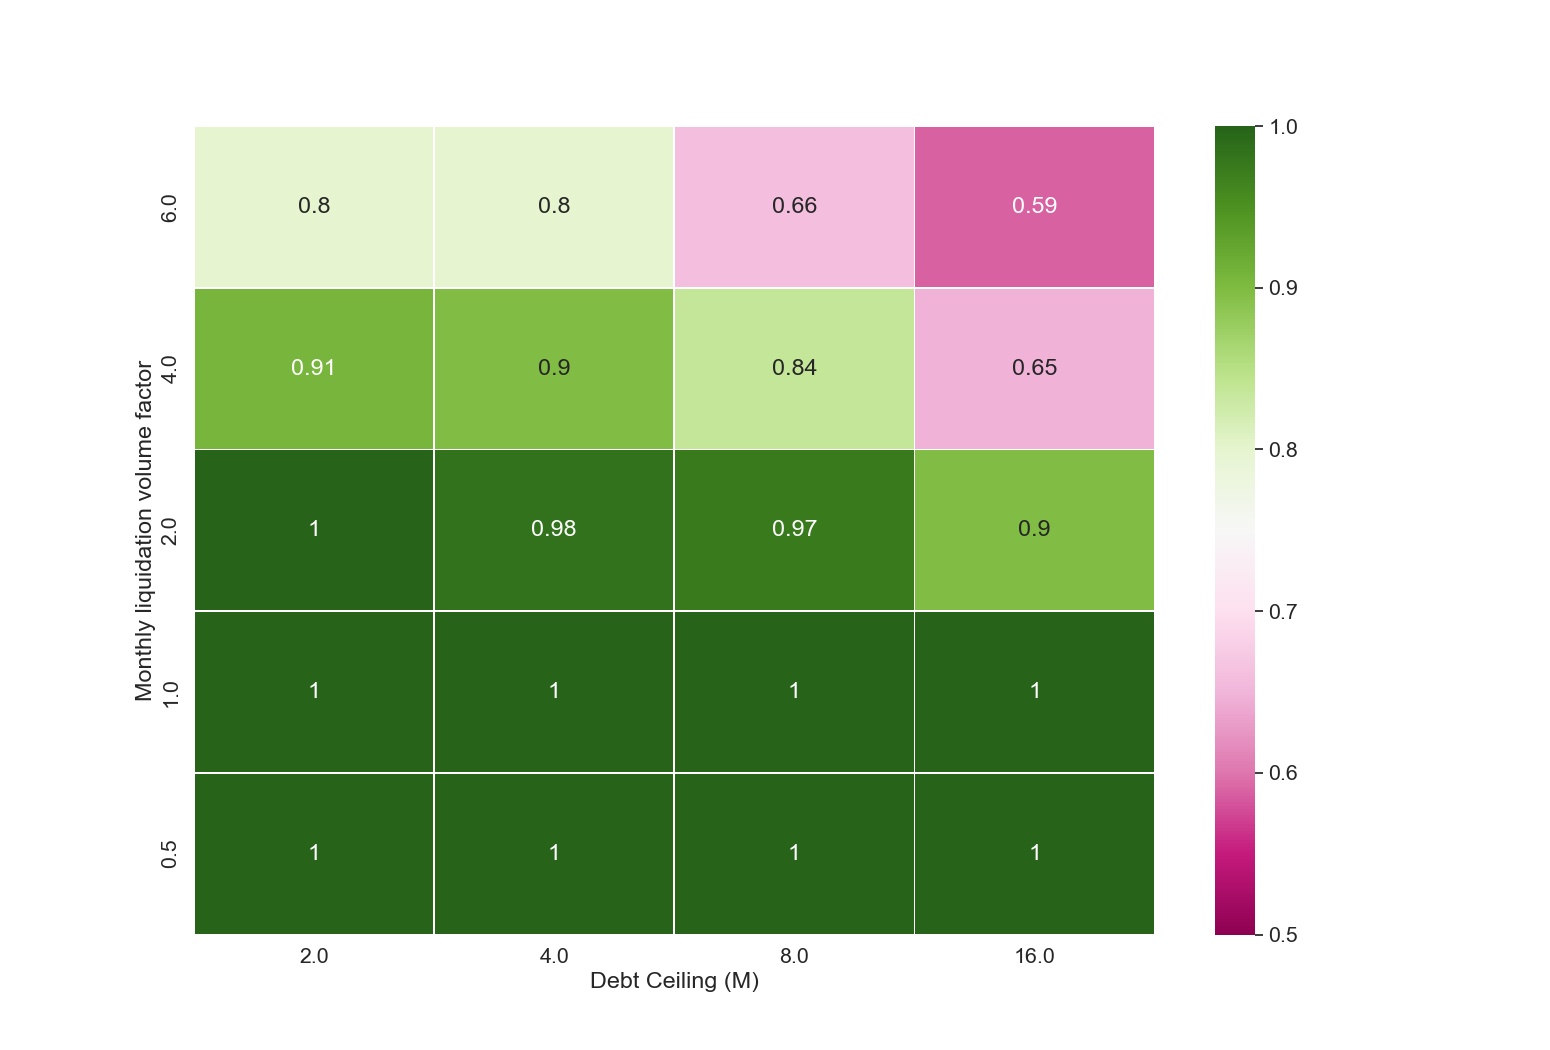 1.0
6.0 0.8 0.8 0.66 0.59
0.9
4.0 0.91 0.9 0.84 0.65
0.8
Monthly liquidation volume factor
2.0 1 0.98 0.97 0.9
0.7
1.0 1 1 1 1
0.6
0.5 1 1 1 1
0.5
2.0 4.0 8.0 16.0
Debt Ceiling (M)